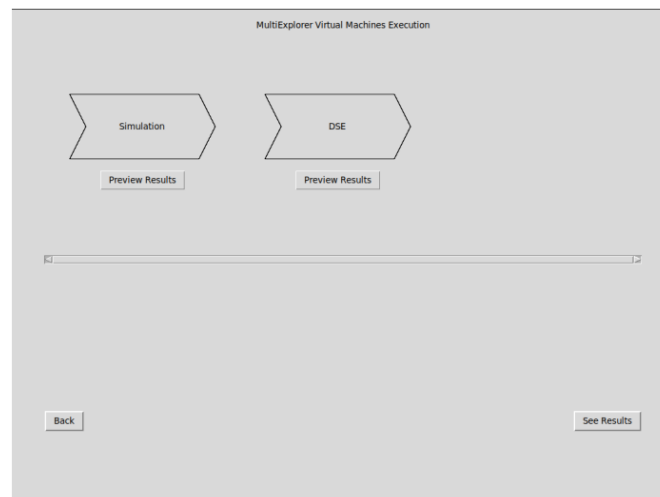 MultiExplorer Virtual Machines Execution
Simulation
DSE
Preview Results
Preview Results
Back
See Results